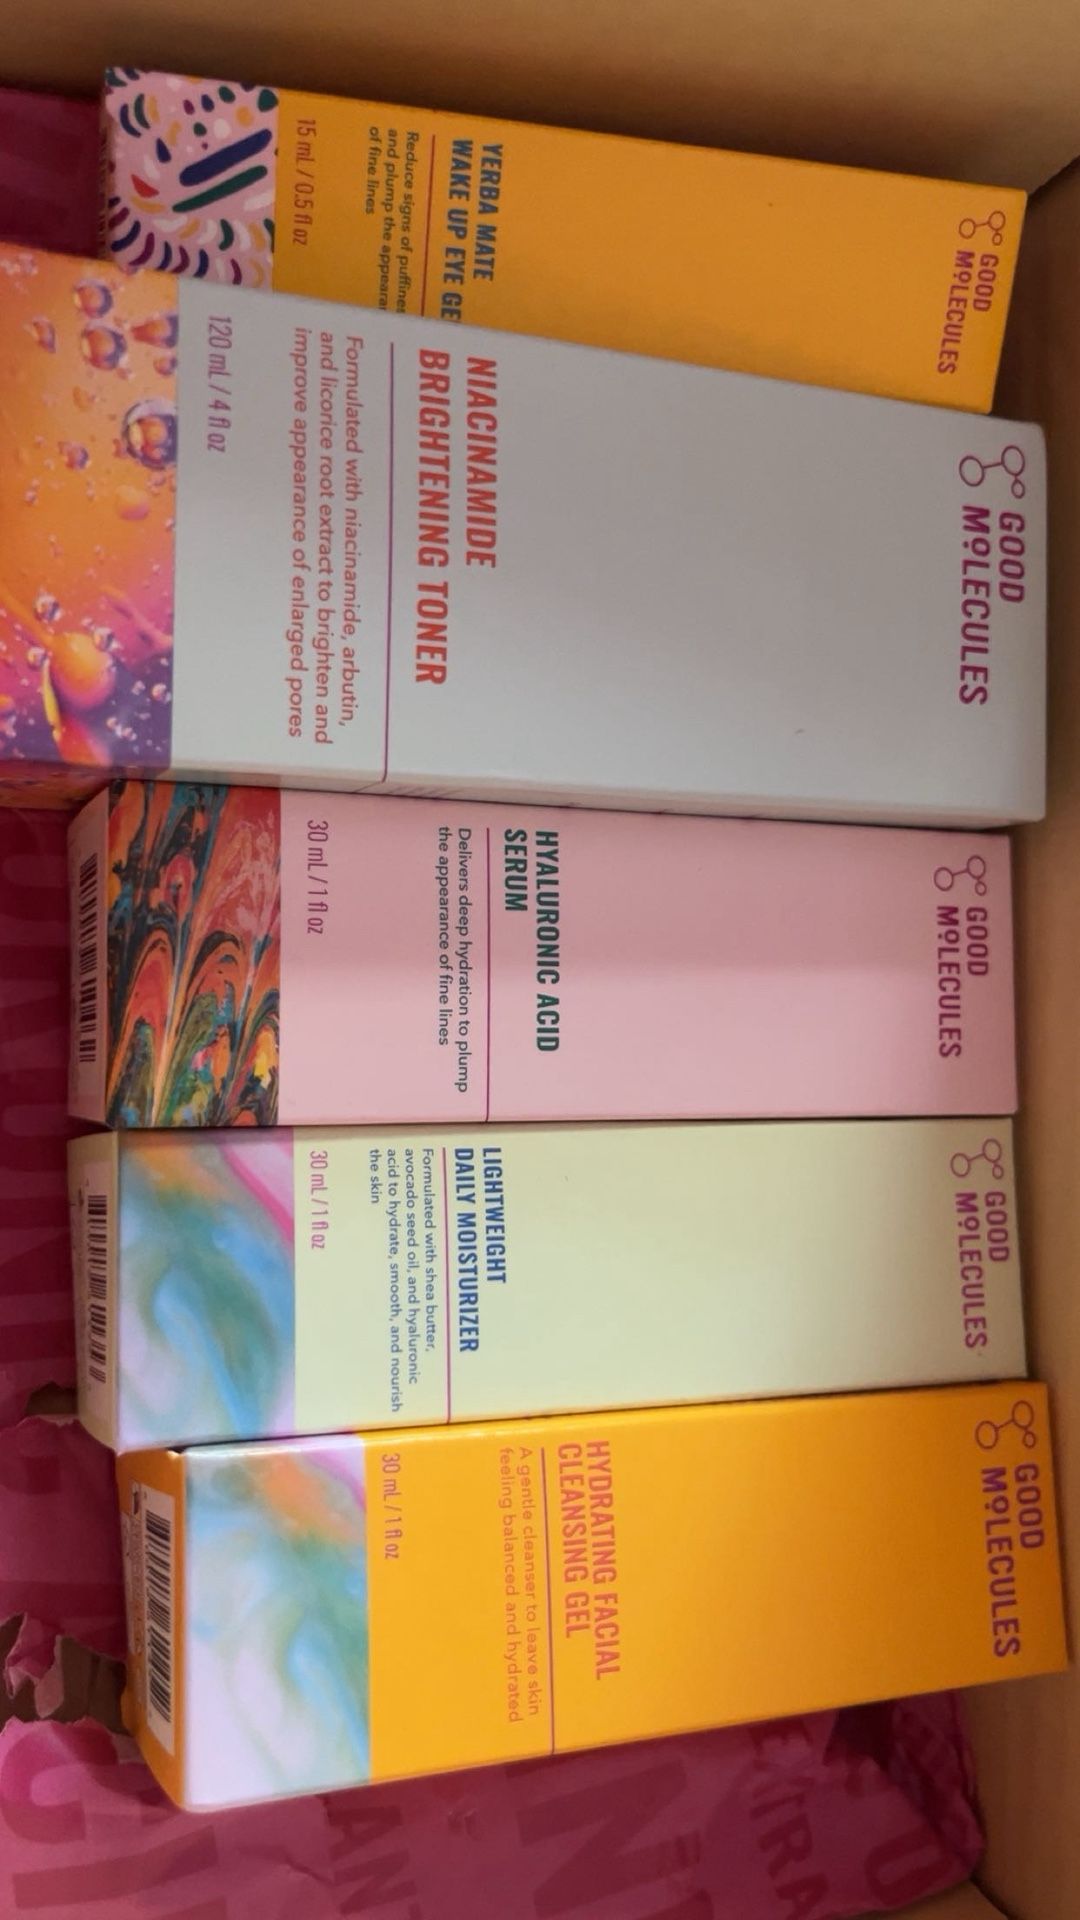 GOOD
MOLECULES
YERBA MATE
WAKE UP EYE GE
Reduce signs of puffines
and plump the appearan
of fine lines
15 mL / 0.5 fl oz
GOOD
MOLECULES
NIACINAMIDE
BRIGHTENING TONER
Formulated with niacinamide, arbutin,
and licorice root extract to brighten and
improve appearance of enlarged pores
120 mL / 4 fl oz
GOOD
MOLECULES
HYALURONIC ACID
SERUM
Delivers deep hydration to plump
the appearance of fine lines
30 mL / 1 fl oz
GOOD
MOLECULES
LIGHTWEIGHT
DAILY MOISTURIZER
Formulated with shea butter,
avocado seed oil, and hyaluronic
acid to hydrate, smooth, and nourish
the skin
30 mL / 1 fl oz
GOOD
MOLECULES
HYDRATING FACIAL
CLEANSING GEL
A gentle cleanser to leave skin
feeling balanced and hydrated
30 mL / 1 fl oz